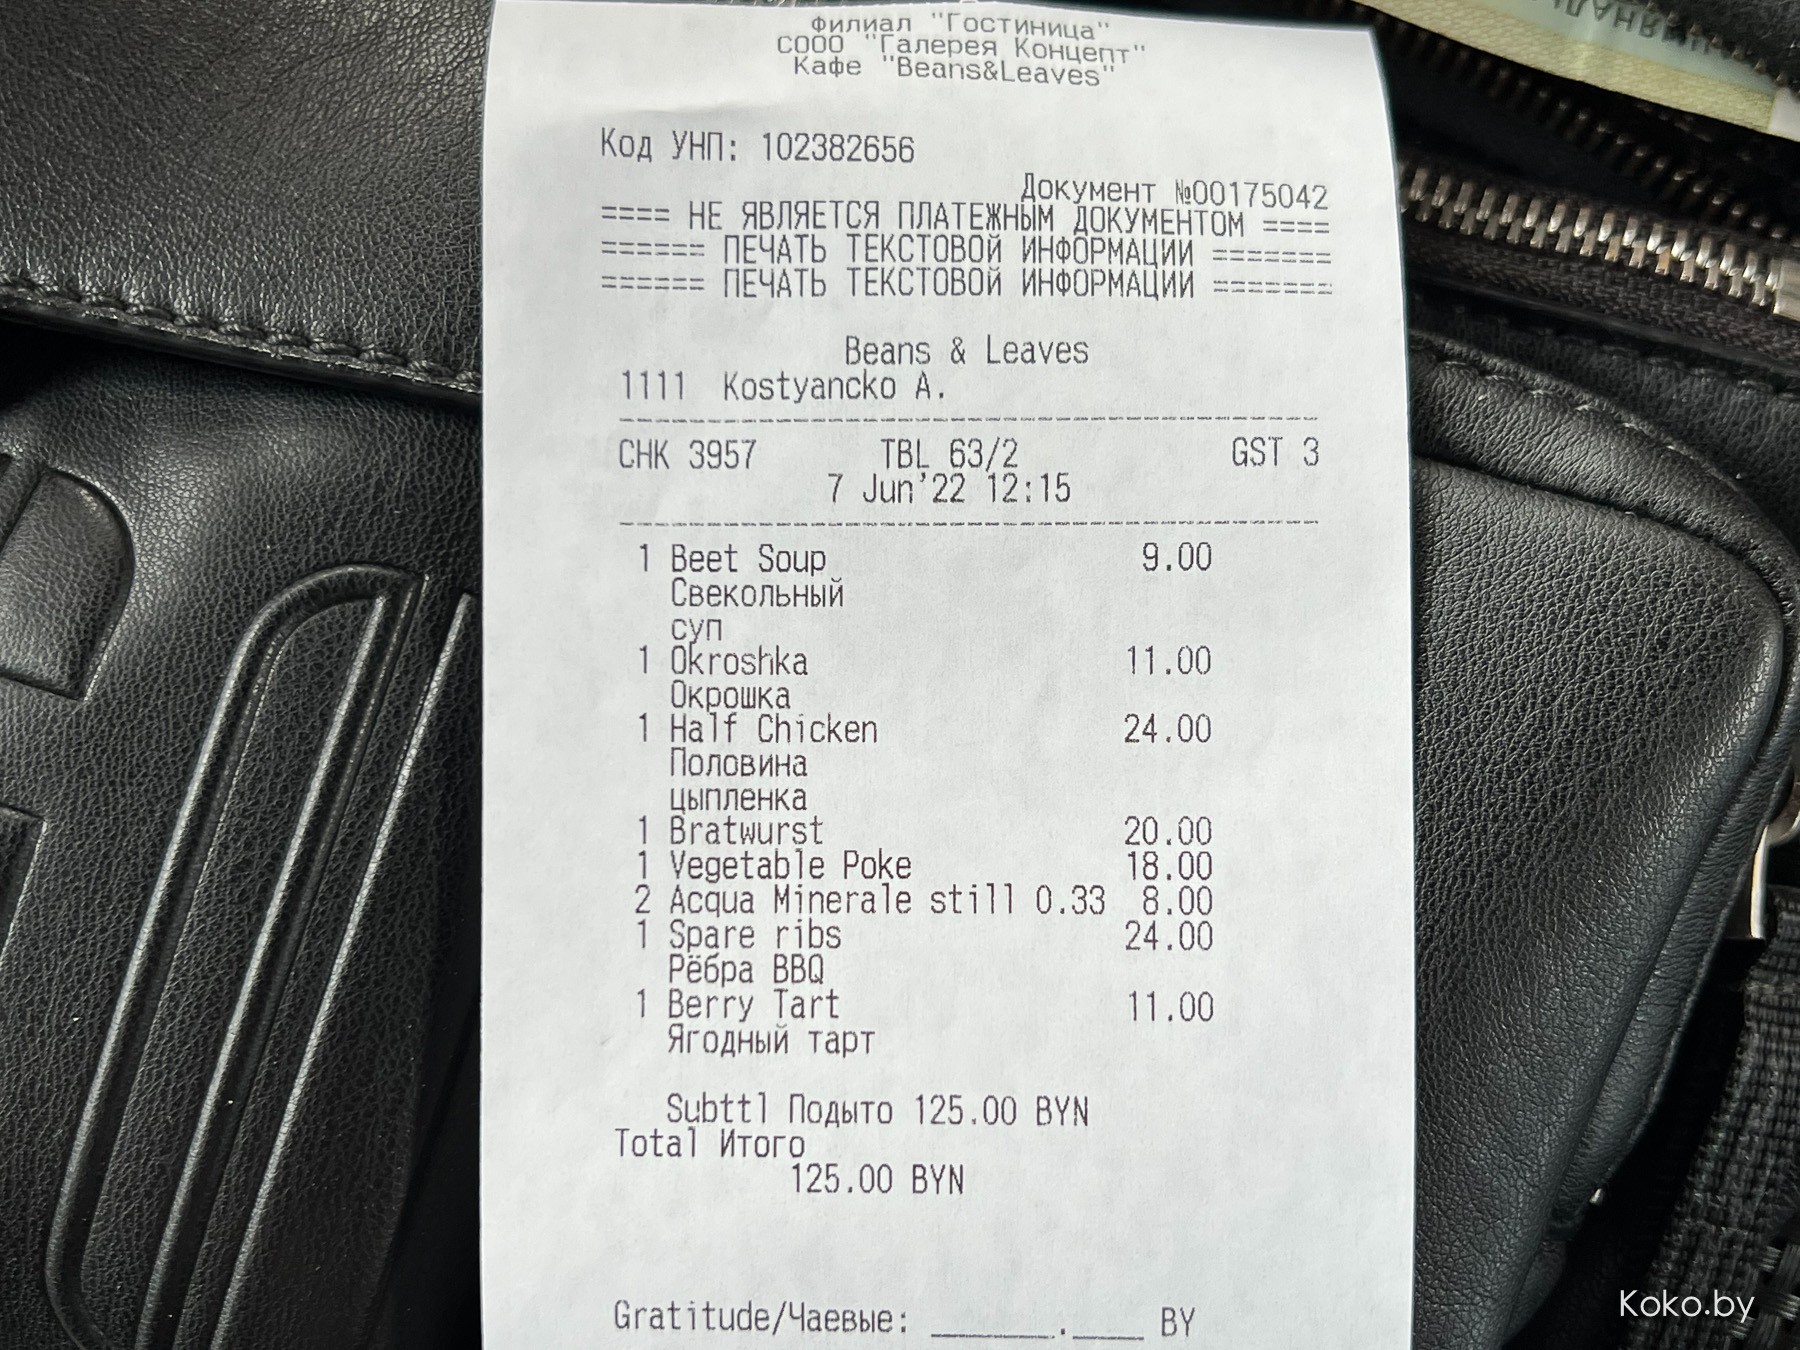 Филиал "Гостиница"
СООО "Галерея Концепт"
Кафе "Beans&Leaves"
Код УНП: 102382656
Документ №00175042
==== НЕ ЯВЛЯЕТСЯ ПЛАТЕЖНЫМ ДОКУМЕНТОМ ====
====== ПЕЧАТЬ ТЕКСТОВОЙ ИНФОРМАЦИИ =======
====== ПЕЧАТЬ ТЕКСТОВОЙ ИНФОРМАЦИИ =======
Beans & Leaves
1111 Kostyancko A.
CHK 3957 TBL 63/2 GST 3
7 Jun'22 12:15
1 Beet Soup 9.00
Свекольный
суп
1 Okroshka 11.00
Окрошка
1 Half Chicken 24.00
Половина
цыпленка
1 Bratwurst 20.00
1 Vegetable Poke 18.00
2 Acqua Minerale still 0.33 8.00
1 Spare ribs 24.00
Рёбра BBQ
1 Berry Tart 11.00
Ягодный тарт
Subttl Подыто 125.00 BYN
Total Итого
125.00 BYN
Gratitude/Чаевые: _______.____ BY
Koko.by